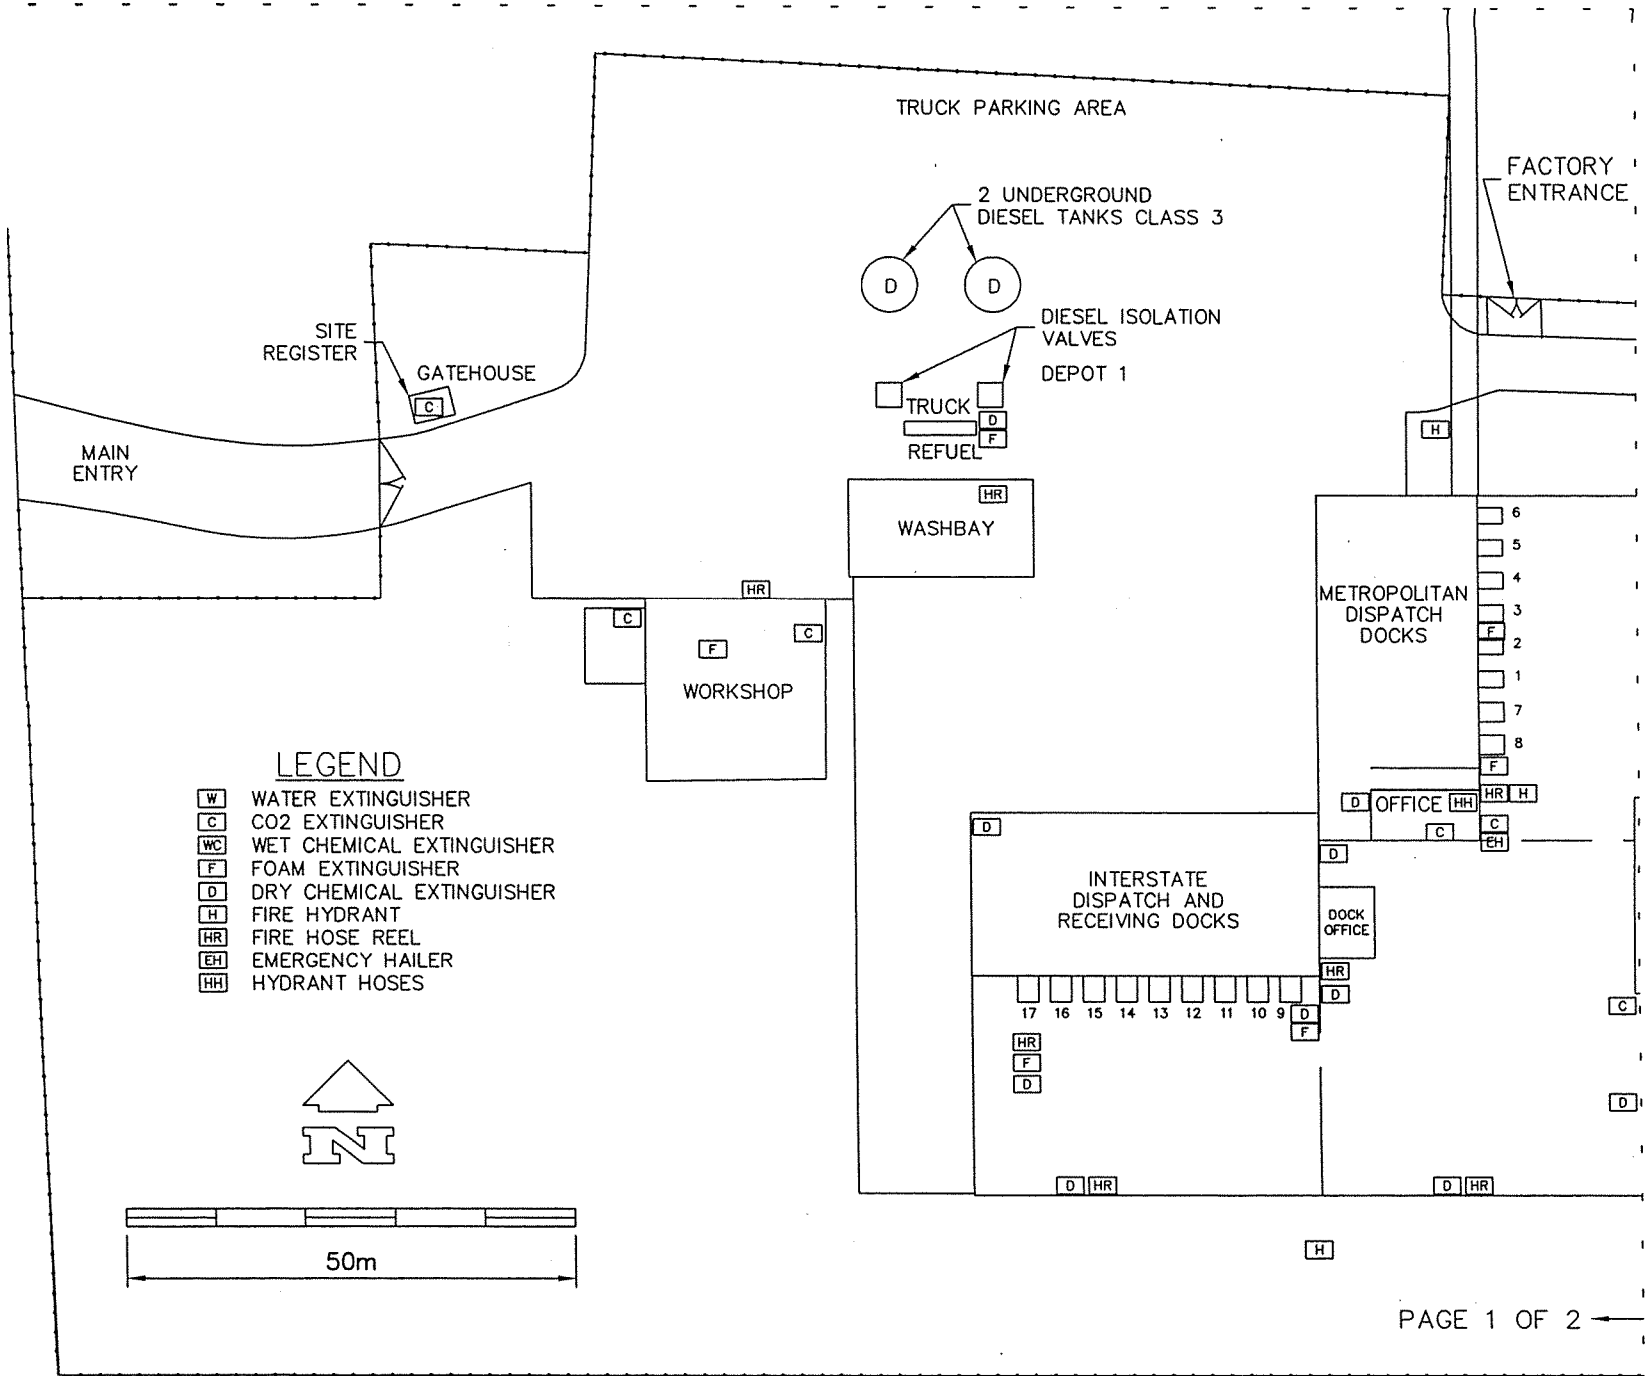 TRUCK PARKING AREA
FACTORY
ENTRANCE
2 UNDERGROUND
DIESEL TANKS CLASS 3
D
D
DIESEL ISOLATION
VALVES
DEPOT 1
SITE
REGISTER
GATEHOUSE
C
TRUCK
D
F
REFUEL
H
MAIN
ENTRY
HR
WASHBAY
6
5
4
3
F
2
1
7
8
F
METROPOLITAN
DISPATCH
DOCKS
HR
C
C
F
WORKSHOP
D
OFFICE
HH
HR
H
C
C
EH
LEGEND
W WATER EXTINGUISHER
C CO2 EXTINGUISHER
WC WET CHEMICAL EXTINGUISHER
F FOAM EXTINGUISHER
D DRY CHEMICAL EXTINGUISHER
H FIRE HYDRANT
HR FIRE HOSE REEL
EH EMERGENCY HAILER
HH HYDRANT HOSES
D
D
INTERSTATE
DISPATCH AND
RECEIVING DOCKS
DOCK
OFFICE
HR
D
17 16 15 14 13 12 11 10 9
D
F
HR
F
D
C
D
D HR
D HR
H
N
50m
PAGE 1 OF 2